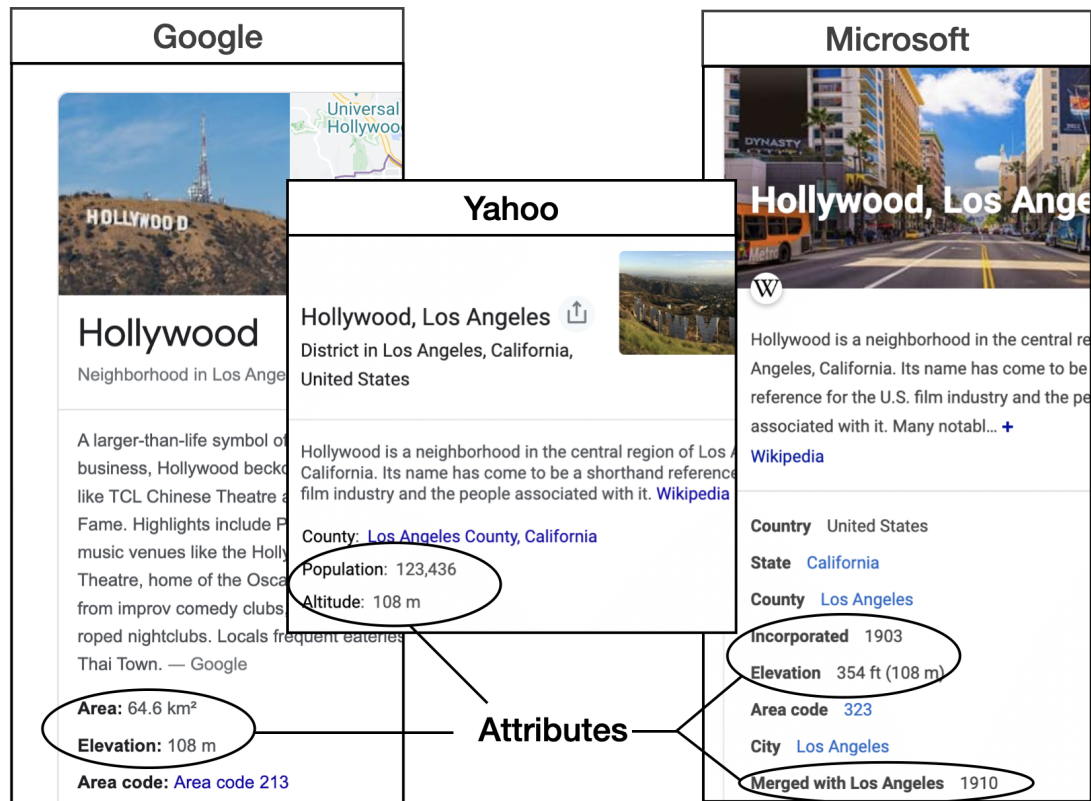 Google
Universal
Hollywoo
HOLLYWOOD
Hollywood
Neighborhood in Los Ange
A larger-than-life symbol of
business, Hollywood becko
like TCL Chinese Theatre a
Fame. Highlights include P
music venues like the Holly
Theatre, home of the Osca
from improv comedy clubs,
roped nightclubs. Locals frequent eateries
Thai Town. — Google
Area: 64.6 km²
Elevation: 108 m
Area code: Area code 213
Yahoo
Hollywood, Los Angeles
District in Los Angeles, California,
United States
Hollywood is a neighborhood in the central region of Los A
California. Its name has come to be a shorthand reference
film industry and the people associated with it. Wikipedia
County: Los Angeles County, California
Population: 123,436
Altitude: 108 m
Attributes
Microsoft
DYNASTY
Metro
Hollywood, Los Ange
W
Hollywood is a neighborhood in the central re
Angeles, California. Its name has come to be
reference for the U.S. film industry and the pe
associated with it. Many notabl... +
Wikipedia
Country United States
State California
County Los Angeles
Incorporated 1903
Elevation 354 ft (108 m)
Area code 323
City Los Angeles
Merged with Los Angeles 1910